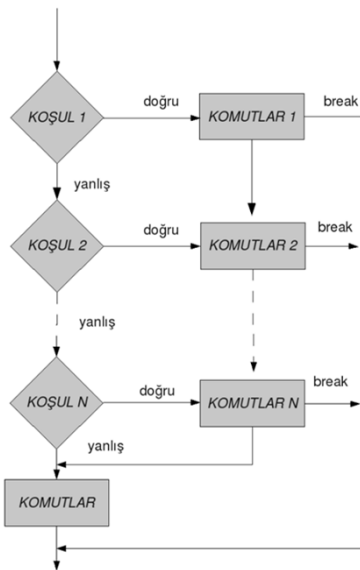 KOŞUL 1
doğru
KOMUTLAR 1
break
yanlış
KOŞUL 2
doğru
KOMUTLAR 2
break
yanlış
KOŞUL N
doğru
KOMUTLAR N
break
yanlış
KOMUTLAR